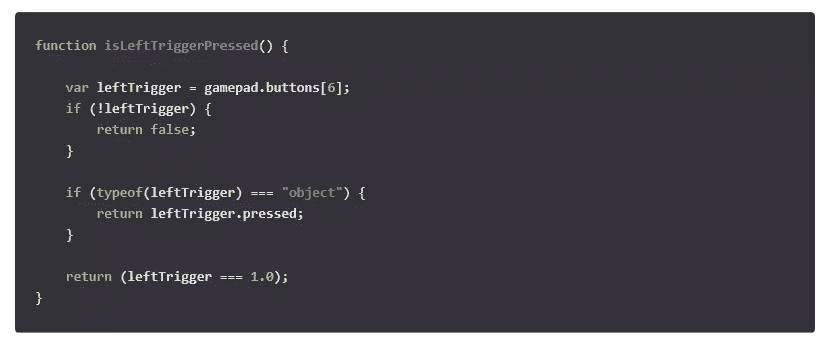 function isLeftTriggerPressed() {
    var leftTrigger = gamepad.buttons[6];
    if (!leftTrigger) {
        return false;
    }
    if (typeof(leftTrigger) === "object") {
        return leftTrigger.pressed;
    }
    return (leftTrigger === 1.0);
}